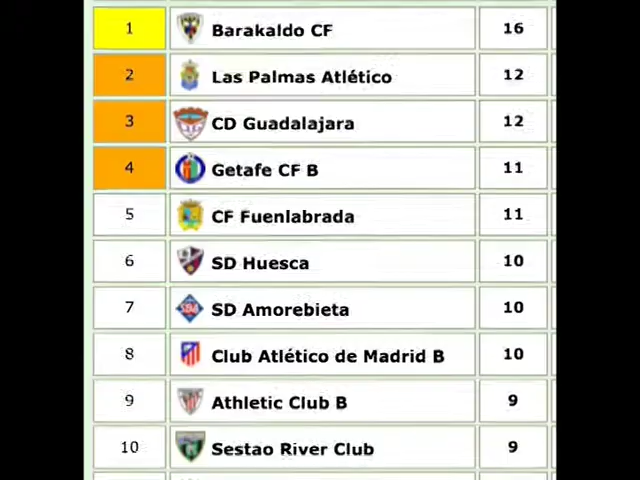 1 Barakaldo CF 16
2 Las Palmas Atlético 12
3 CD Guadalajara 12
4 Getafe CF B 11
5 CF Fuenlabrada 11
6 SD Huesca 10
7 SD Amorebieta 10
8 Club Atlético de Madrid B 10
9 Athletic Club B 9
10 Sestao River Club 9